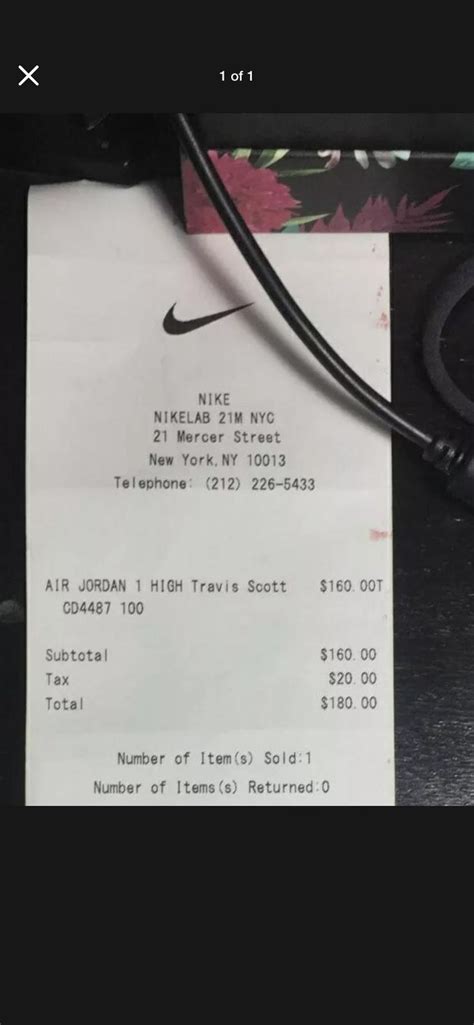 1 of 1
NIKE
NIKELAB 21M NYC
21 Mercer Street
New York, NY 10013
Telephone: (212) 226-5433
AIR JORDAN 1 HIGH Travis Scott $160.00T
CD4487 100
Subtotal $160.00
Tax $20.00
Total $180.00
Number of Item(s) Sold:1
Number of Items(s) Returned:0